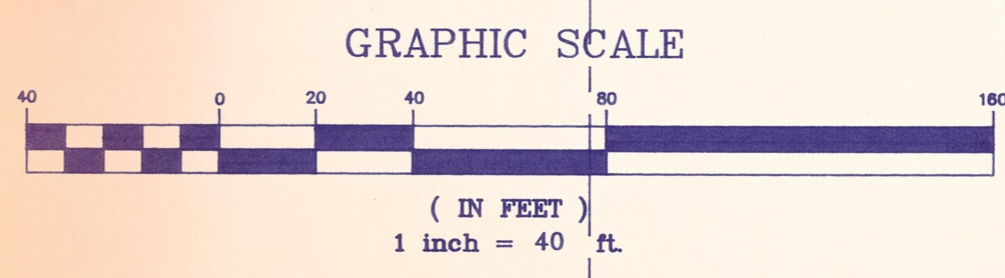 GRAPHIC SCALE
40 0 20 40 80 160
( IN FEET )
1 inch = 40 ft.